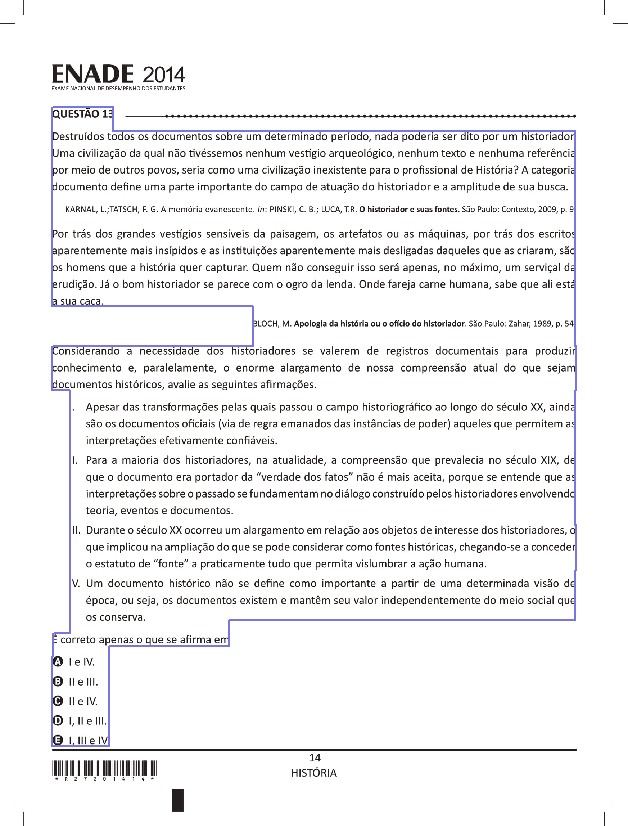 ENADE 2014
EXAME NACIONAL DE DESEMPENHO DOS ESTUDANTES
QUESTÃO 13
Destruídos todos os documentos sobre um determinado período, nada poderia ser dito por um historiador.
Uma civilização da qual não tivéssemos nenhum vestígio arqueológico, nenhum texto e nenhuma referência
por meio de outros povos, seria como uma civilização inexistente para o profissional de História? A categoria
documento define uma parte importante do campo de atuação do historiador e a amplitude de sua busca.
KARNAL, L.;TATSCH, F. G. A memória evanescente. In: PINSKI, C. B.; LUCA, T.R. O historiador e suas fontes. São Paulo: Contexto, 2009, p. 9
Por trás dos grandes vestígios sensíveis da paisagem, os artefatos ou as máquinas, por trás dos escritos
aparentemente mais insípidos e as instituições aparentemente mais desligadas daqueles que as criaram, são
os homens que a história quer capturar. Quem não conseguir isso será apenas, no máximo, um serviçal da
erudição. Já o bom historiador se parece com o ogro da lenda. Onde fareja carne humana, sabe que ali está
a sua caça.
BLOCH, M. Apologia da história ou o ofício do historiador. São Paulo: Zahar, 1989, p. 54
Considerando a necessidade dos historiadores se valerem de registros documentais para produzir
conhecimento e, paralelamente, o enorme alargamento de nossa compreensão atual do que sejam
documentos históricos, avalie as seguintes afirmações.
. Apesar das transformações pelas quais passou o campo historiográfico ao longo do século XX, ainda
são os documentos oficiais (via de regra emanados das instâncias de poder) aqueles que permitem as
interpretações efetivamente confiáveis.
I. Para a maioria dos historiadores, na atualidade, a compreensão que prevalecia no século XIX, de
que o documento era portador da “verdade dos fatos” não é mais aceita, porque se entende que as
interpretações sobre o passado se fundamentam no diálogo construído pelos historiadores envolvendo
teoria, eventos e documentos.
II. Durante o século XX ocorreu um alargamento em relação aos objetos de interesse dos historiadores, o
que implicou na ampliação do que se pode considerar como fontes históricas, chegando-se a conceder
o estatuto de “fonte” a praticamente tudo que permita vislumbrar a ação humana.
V. Um documento histórico não se define como importante a partir de uma determinada visão de
época, ou seja, os documentos existem e mantêm seu valor independentemente do meio social que
os conserva.
É correto apenas o que se afirma em
A I e IV.
B II e III.
C II e IV.
D I, II e III.
E I, III e IV
14
HISTÓRIA
*R27201414*